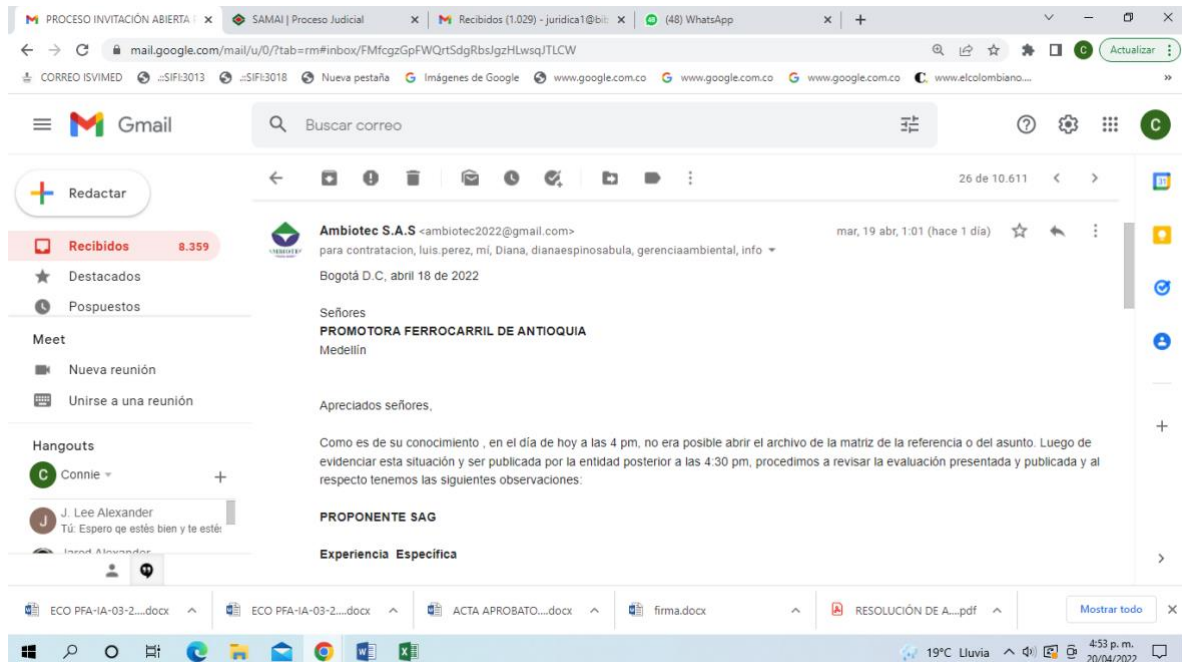 PROCESO INVITACIÓN ABIERTA
SAMAI | Proceso Judicial
Recibidos (1.029) - juridica1@bib
(48) WhatsApp
mail.google.com/mail/u/0/?tab=rm#inbox/FMfcgzGpFWQrtSdgRbsJgzHLwsqJTLCW
Actualizar
CORREO ISVIMED
.::SIFI:3013
.::SIFI:3018
Nueva pestaña
Imágenes de Google
www.google.com.co
www.google.com.co
www.google.com.co
www.elcolombiano....
Gmail
Buscar correo
C
Redactar
26 de 10.611
Recibidos 8.359
Destacados
Pospuestos
Meet
Nueva reunión
Unirse a una reunión
Hangouts
Connie
J. Lee Alexander
Tú: Espero qe estés bien y te estés
Jared Alexander
Ambiotec S.A.S <ambiotec2022@gmail.com>
mar, 19 abr, 1:01 (hace 1 día)
para contratacion, luis.perez, mí, Diana, dianaespinosabula, gerenciaambiental, info
Bogotá D.C, abril 18 de 2022
Señores
PROMOTORA FERROCARRIL DE ANTIOQUIA
Medellín
Apreciados señores,
Como es de su conocimiento , en el día de hoy a las 4 pm, no era posible abrir el archivo de la matriz de la referencia o del asunto. Luego de
evidenciar esta situación y ser publicada por la entidad posterior a las 4:30 pm, procedimos a revisar la evaluación presentada y publicada y al
respecto tenemos las siguientes observaciones:
PROPONENTE SAG
Experiencia Específica
ECO PFA-IA-03-2....docx
ECO PFA-IA-03-2....docx
ACTA APROBATO....docx
firma.docx
RESOLUCIÓN DE A....pdf
Mostrar todo
19°C Lluvia
4:53 p. m.
20/04/2022